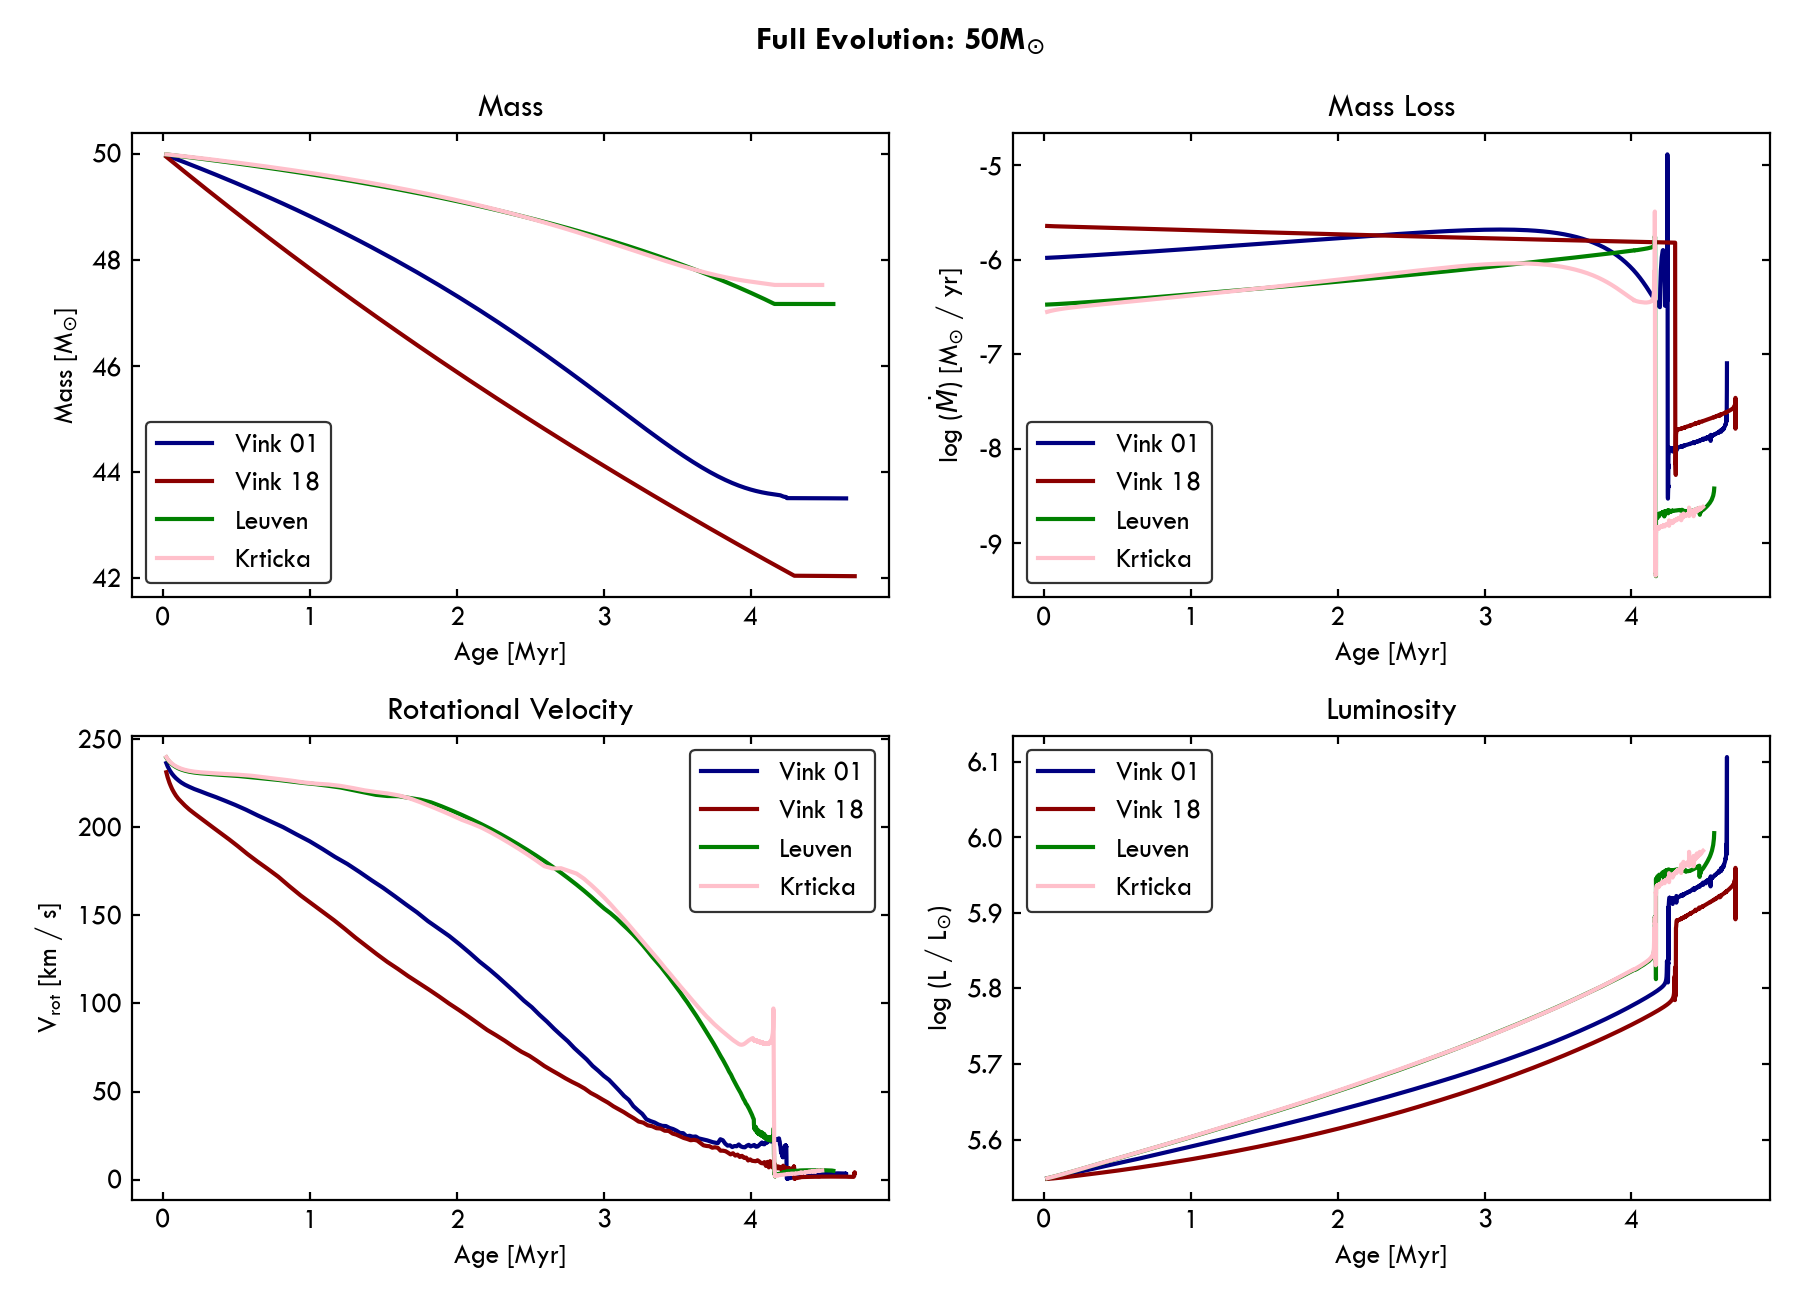 Full Evolution: 50M⊙
Mass
50
48
46
44
42
Mass [M⊙]
Vink 01
Vink 18
Leuven
Krticka
0 1 2 3 4
Age [Myr]
Mass Loss
-5
-6
-7
-8
-9
log (Ṁ) [M⊙ / yr]
Vink 01
Vink 18
Leuven
Krticka
0 1 2 3 4
Age [Myr]
Rotational Velocity
250
200
150
100
50
0
Vrot [km / s]
Vink 01
Vink 18
Leuven
Krticka
0 1 2 3 4
Age [Myr]
Luminosity
6.1
6.0
5.9
5.8
5.7
5.6
log (L / L⊙)
Vink 01
Vink 18
Leuven
Krticka
0 1 2 3 4
Age [Myr]